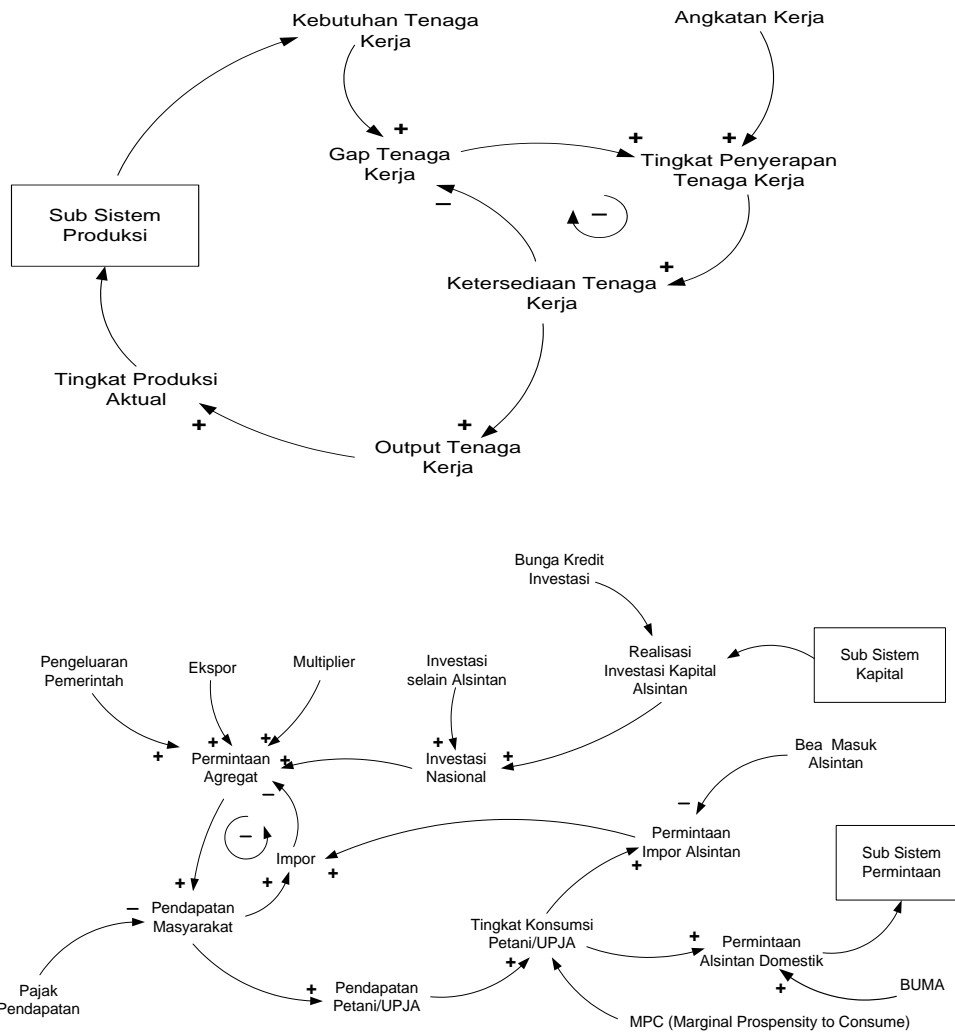 Kebutuhan Tenaga
Kerja
Angkatan Kerja
+
+
+
Gap Tenaga
Kerja
Tingkat Penyerapan
Tenaga Kerja
–
–
Sub Sistem
Produksi
+
Ketersediaan Tenaga
Kerja
Tingkat Produksi
Aktual
+
+
Output Tenaga
Kerja
Bunga Kredit
Investasi
Pengeluaran
Pemerintah
Ekspor
Multiplier
Investasi
selain Alsintan
Realisasi
Investasi Kapital
Alsintan
Sub Sistem
Kapital
+
+
+
+
+
+
Permintaan
Agregat
Investasi
Nasional
Bea Masuk
Alsintan
–
–
–
Impor
Permintaan
Impor Alsintan
Sub Sistem
Permintaan
+
+
+
+
–
Pendapatan
Masyarakat
Tingkat Konsumsi
Petani/UPJA
+
Permintaan
Alsintan Domestik
+
+
+
Pajak
Pendapatan
Pendapatan
Petani/UPJA
BUMA
MPC (Marginal Prospensity to Consume)